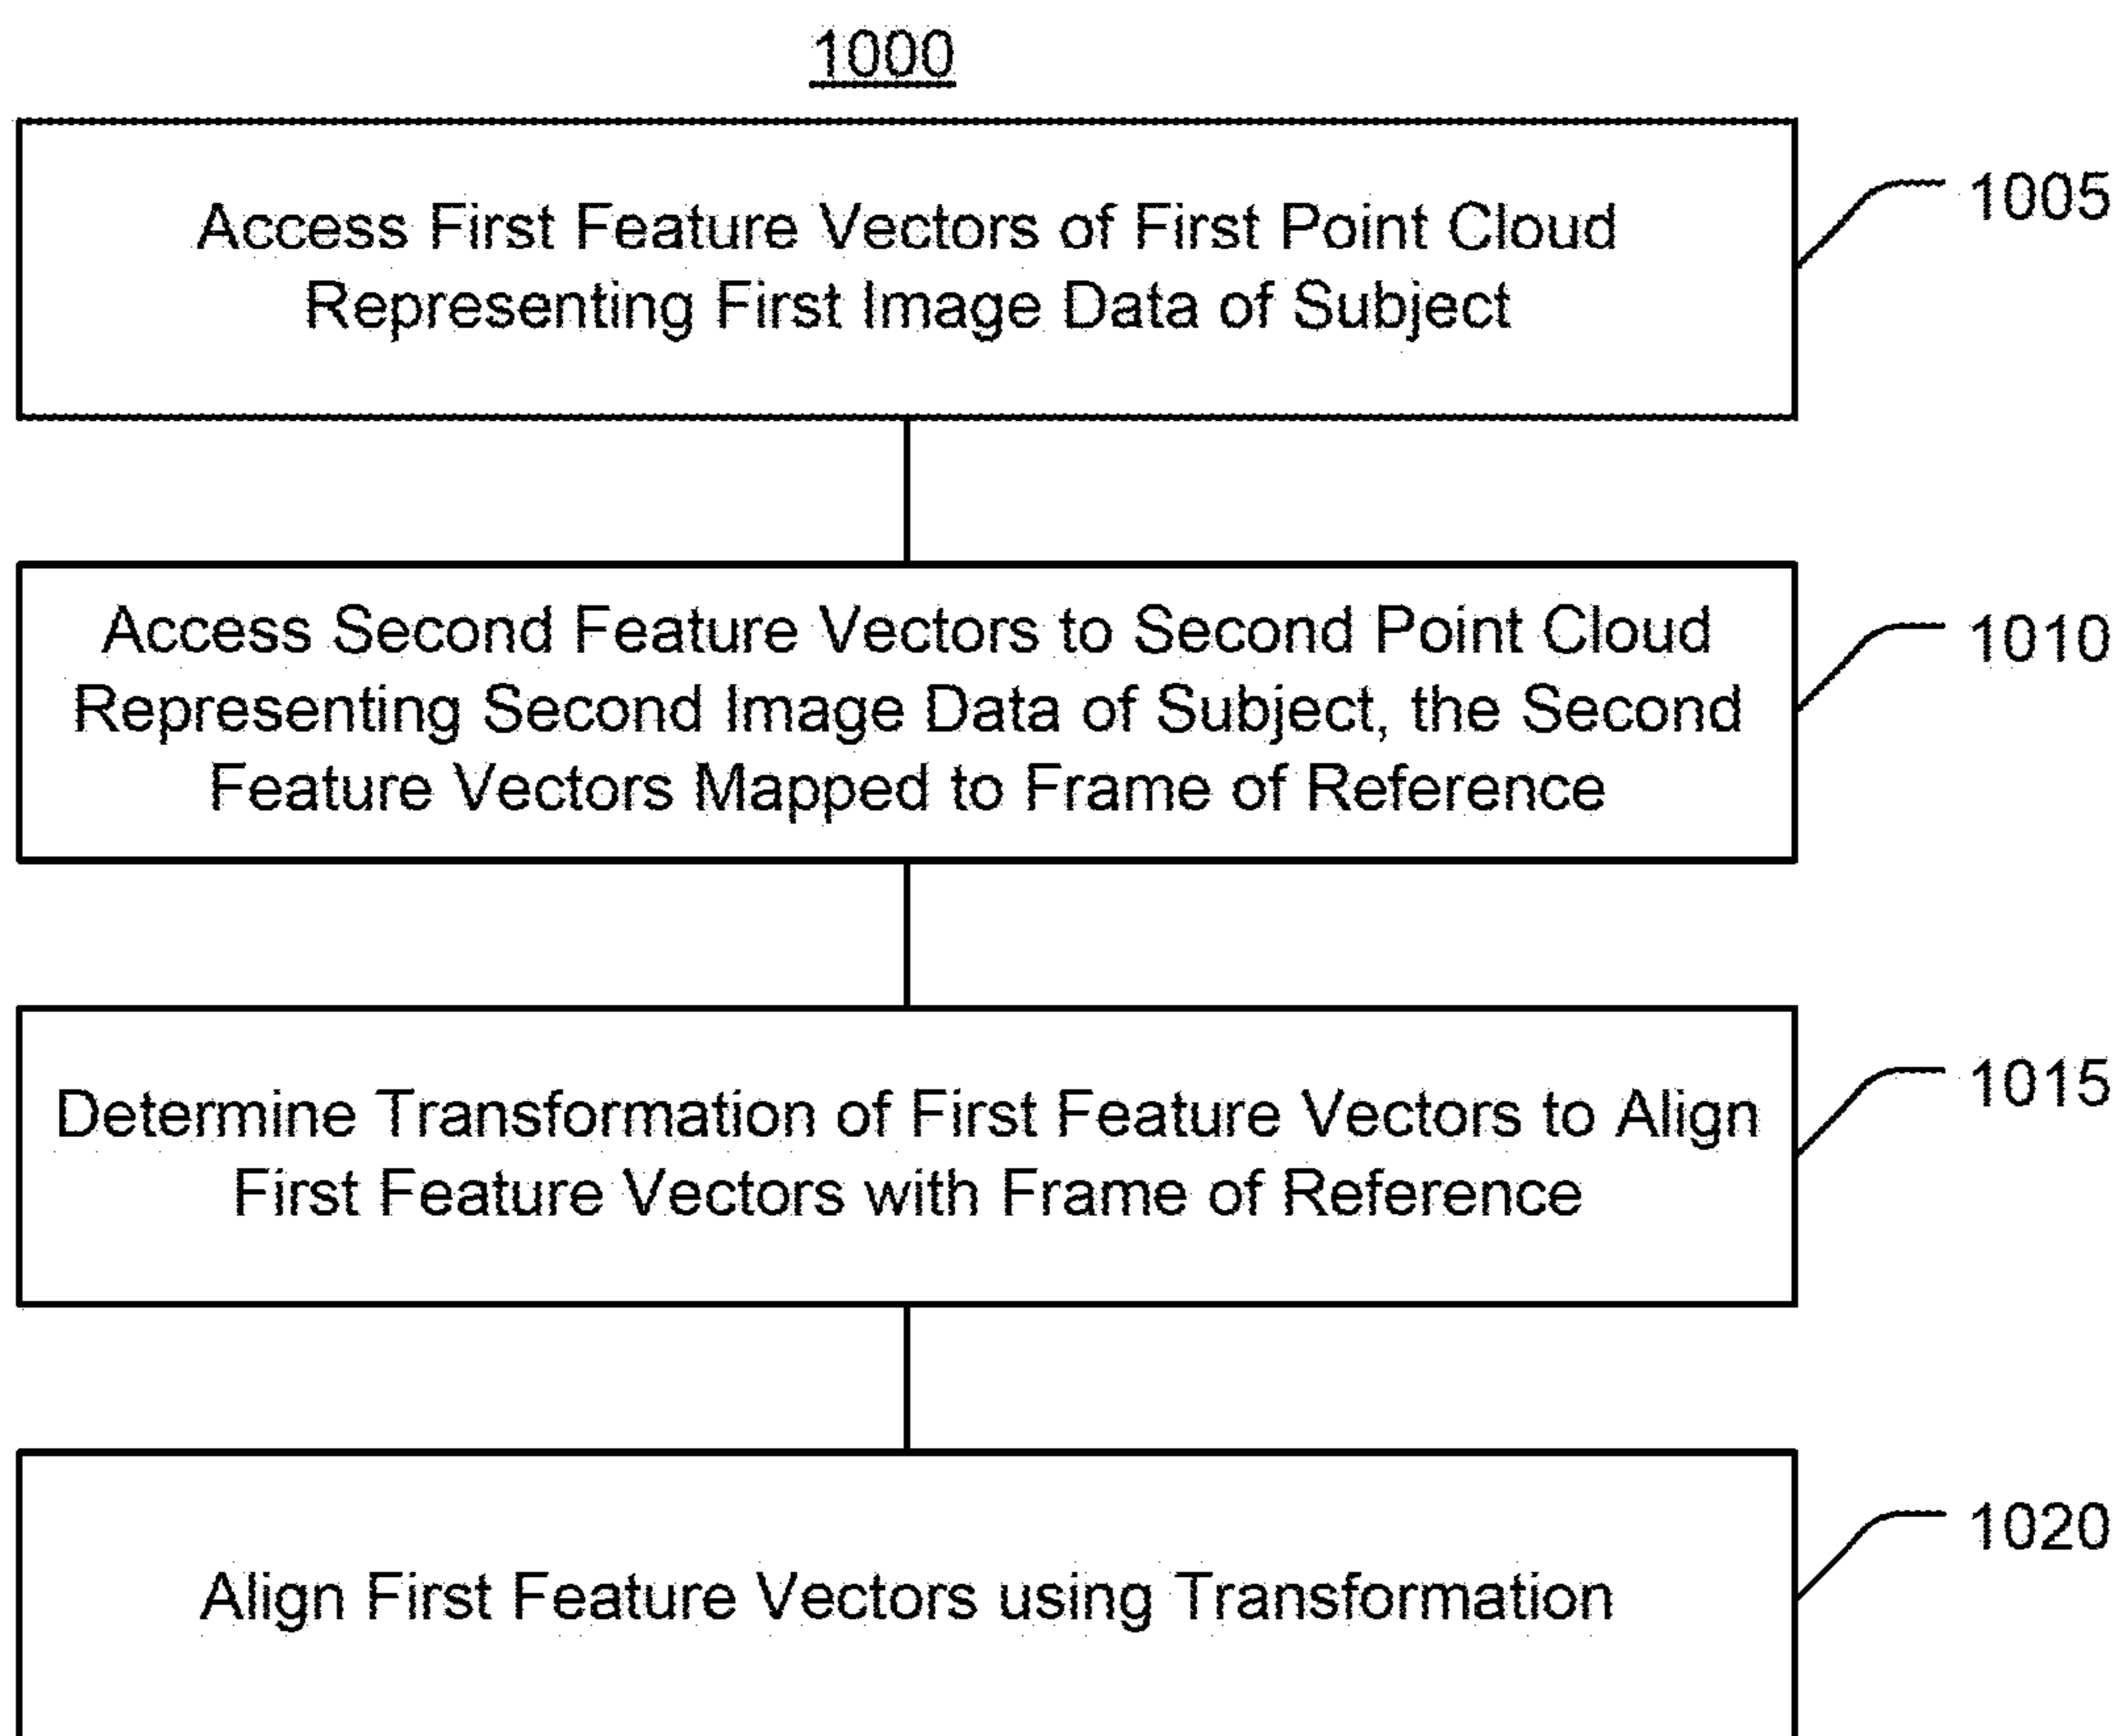 1000
Access First Feature Vectors of First Point Cloud
Representing First Image Data of Subject
1005
Access Second Feature Vectors to Second Point Cloud
Representing Second Image Data of Subject, the Second
Feature Vectors Mapped to Frame of Reference
1010
Determine Transformation of First Feature Vectors to Align
First Feature Vectors with Frame of Reference
1015
Align First Feature Vectors using Transformation
1020